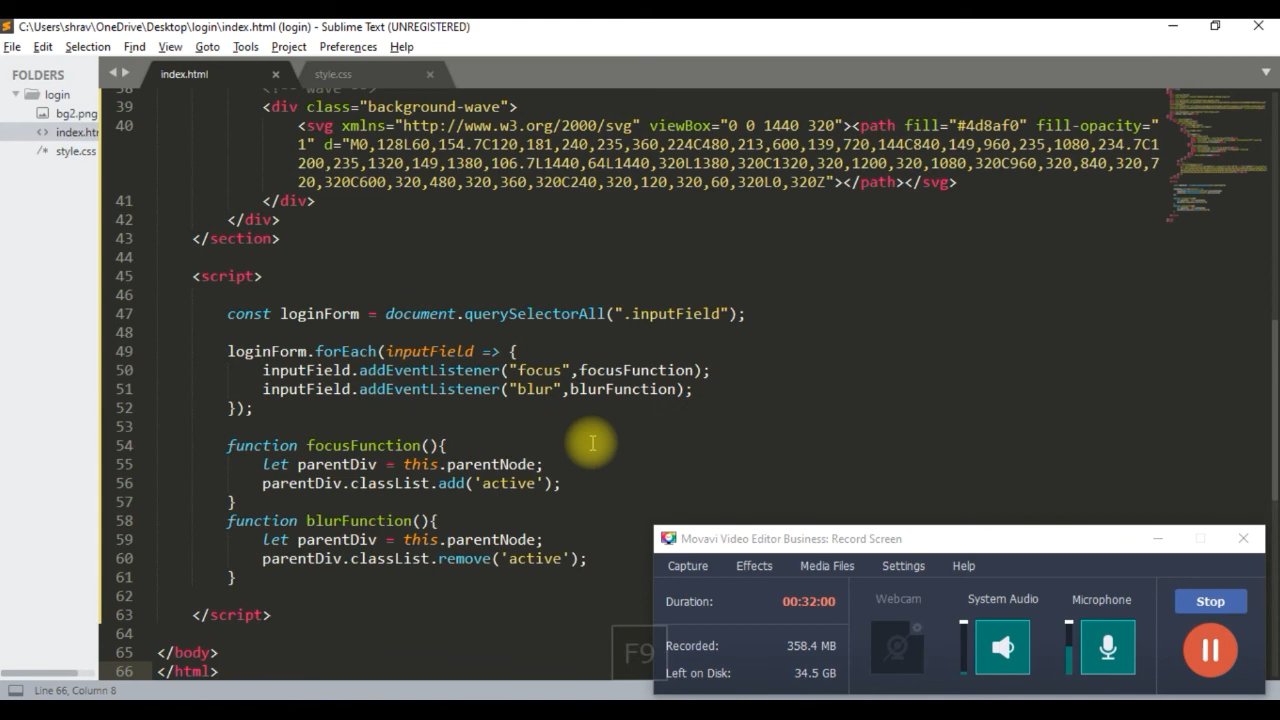 C:\Users\shrav\OneDrive\Desktop\login\index.html (login) - Sublime Text (UNREGISTERED)
File Edit Selection Find View Goto Tools Project Preferences Help
FOLDERS
login
bg2.png
index.htm
style.css
index.html
style.css
38 <!-- wave -->
39 <div class="background-wave">
40 <svg xmlns="http://www.w3.org/2000/svg" viewBox="0 0 1440 320"><path fill="#4d8af0" fill-opacity="
1" d="M0,128L60,154.7C120,181,240,235,360,224C480,213,600,139,720,144C840,149,960,235,1080,234.7C1
200,235,1320,149,1380,106.7L1440,64L1440,320L1380,320C1320,320,1200,320,1080,320C960,320,840,320,7
20,320C600,320,480,320,360,320C240,320,120,320,60,320L0,320Z"></path></svg>
41 </div>
42 </div>
43 </section>
44
45 <script>
46
47 const loginForm = document.querySelectorAll(".inputField");
48
49 loginForm.forEach(inputField => {
50 inputField.addEventListener("focus",focusFunction);
51 inputField.addEventListener("blur",blurFunction);
52 });
53
54 function focusFunction(){
55 let parentDiv = this.parentNode;
56 parentDiv.classList.add('active');
57 }
58 function blurFunction(){
59 let parentDiv = this.parentNode;
60 parentDiv.classList.remove('active');
61 }
62
63 </script>
64
65 </body>
66 </html>
F9
Movavi Video Editor Business: Record Screen
Capture Effects Media Files Settings Help
Duration: 00:32:00
Recorded: 358.4 MB
Left on Disk: 34.5 GB
Webcam
System Audio
Microphone
Stop
Line 66, Column 8